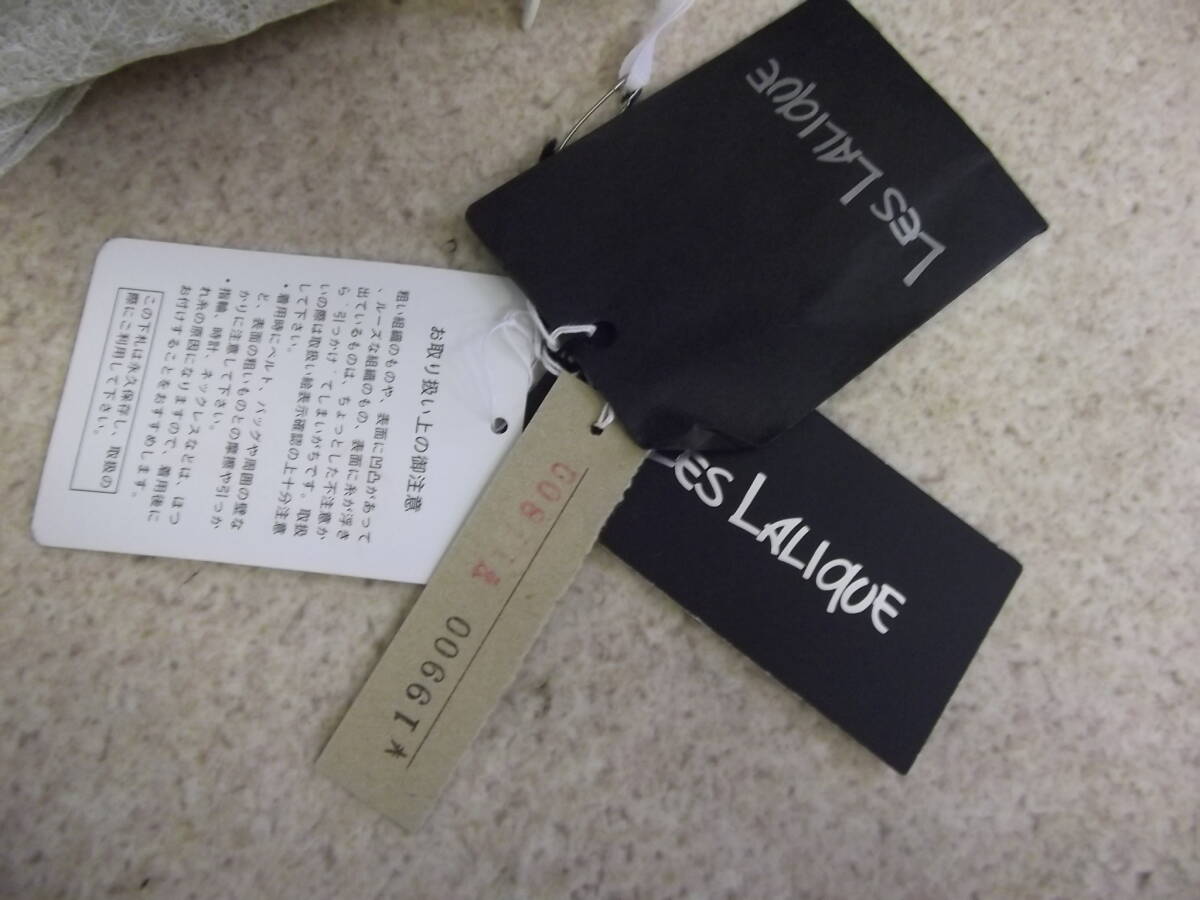 LES LALIQUE
LES LALIQUE
お取り扱い上の御注意
粗い組織のものや、表面に凹凸があって
、ルーズな組織のもの、表面に糸が浮き
出ているものは、ちょっとした不注意か
ら、引っかけてしまいがちです。取扱
いの際は取扱い絵表示確認の上十分注意
して下さい。
・着用時にベルト、バッグや周囲の壁な
と、表面の粗いものとの摩擦や引っか
かりに注意して下さい。
・指輪、時計、ネックレスなどは、ほつ
れ糸の原因になりますので、着用後に
お付けすることをおすすめします。
この下札は永久保存し、取扱の
際にご利用して下さい。
¥19900